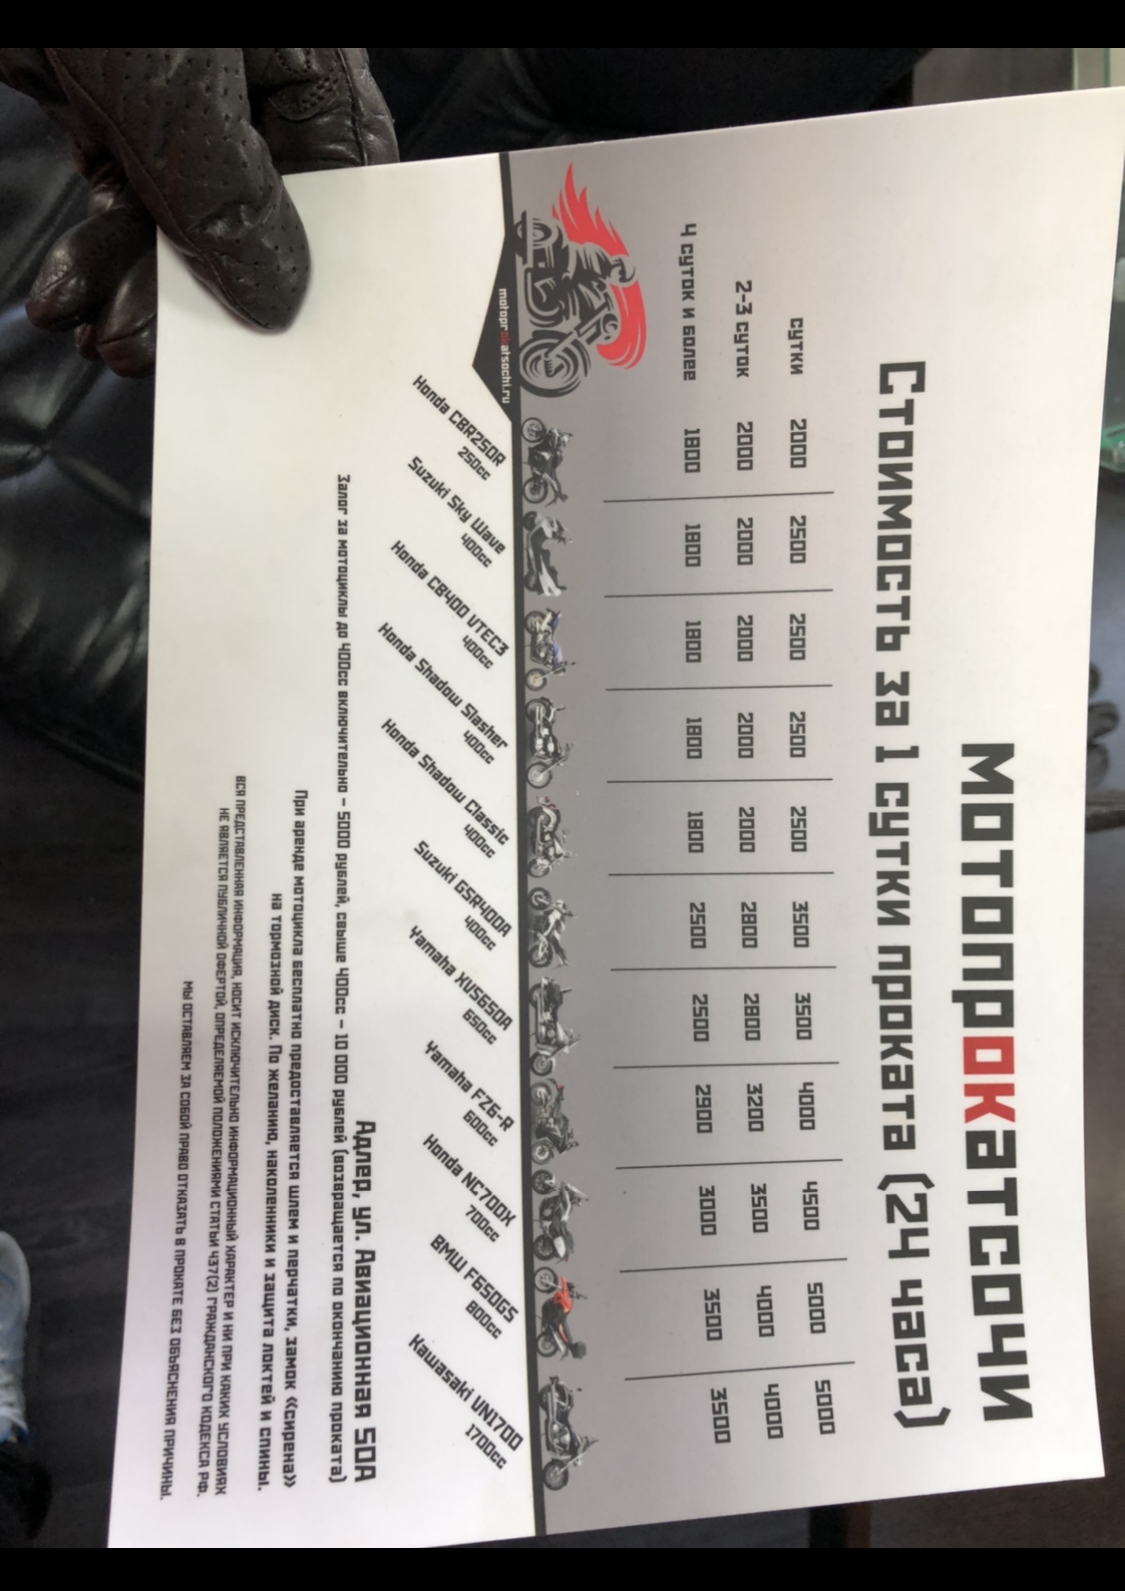 МОТОПРОКАТСОЧИ
Стоимость за 1 сутки проката (24 часа)
сутки 2000 2500 2500 2500 2500 3500 3500 4000 4500 5000 5000
2-3 суток 2000 2000 2000 2000 2000 2800 2800 3200 3500 4000 4000
4 суток и более 1800 1800 1800 1800 1800 2500 2500 2900 3000 3500 3500
motoprokatsochi.ru
Honda CBR250R
250cc
Suzuki Sky Wave
400cc
Honda CB400 VTEC3
400cc
Honda Shadow Slasher
400cc
Honda Shadow Classic
400cc
Suzuki GSR400A
400cc
Yamaha XVS650A
650cc
Yamaha FZ6-R
600cc
Honda NC700X
700cc
BMW F650GS
800cc
Kawasaki VN1700
1700cc
Адлер, ул. Авиационная 50А
Залог за мотоциклы до 400сс включительно – 5000 рублей, свыше 400сс – 10 000 рублей (возвращается по окончанию проката)
При аренде мотоцикла бесплатно предоставляется шлем и перчатки, замок «сирена»
на тормозной диск. По желанию, наколенники и защита локтей и спины.
ВСЯ ПРЕДСТАВЛЕННАЯ ИНФОРМАЦИЯ, НОСИТ ИСКЛЮЧИТЕЛЬНО ИНФОРМАЦИОННЫЙ ХАРАКТЕР И НИ ПРИ КАКИХ УСЛОВИЯХ
НЕ ЯВЛЯЕТСЯ ПУБЛИЧНОЙ ОФЕРТОЙ, ОПРЕДЕЛЯЕМОЙ ПОЛОЖЕНИЯМИ СТАТЬИ 437(2) ГРАЖДАНСКОГО КОДЕКСА РФ.
МЫ ОСТАВЛЯЕМ ЗА СОБОЙ ПРАВО ОТКАЗАТЬ В ПРОКАТЕ БЕЗ ОБЪЯСНЕНИЯ ПРИЧИНЫ.